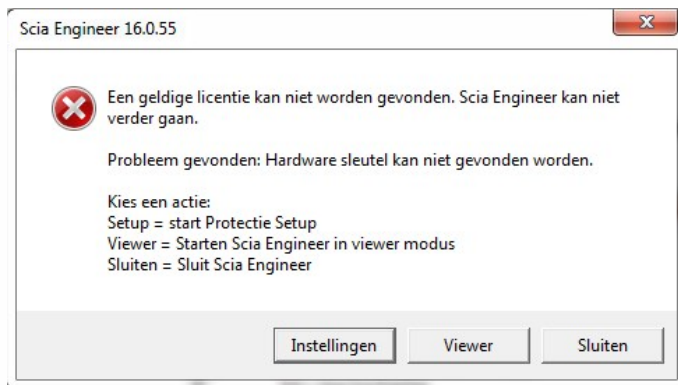 Scia Engineer 16.0.55
Een geldige licentie kan niet worden gevonden. Scia Engineer kan niet
verder gaan.
Probleem gevonden: Hardware sleutel kan niet gevonden worden.
Kies een actie:
Setup = start Protectie Setup
Viewer = Starten Scia Engineer in viewer modus
Sluiten = Sluit Scia Engineer
Instellingen Viewer Sluiten